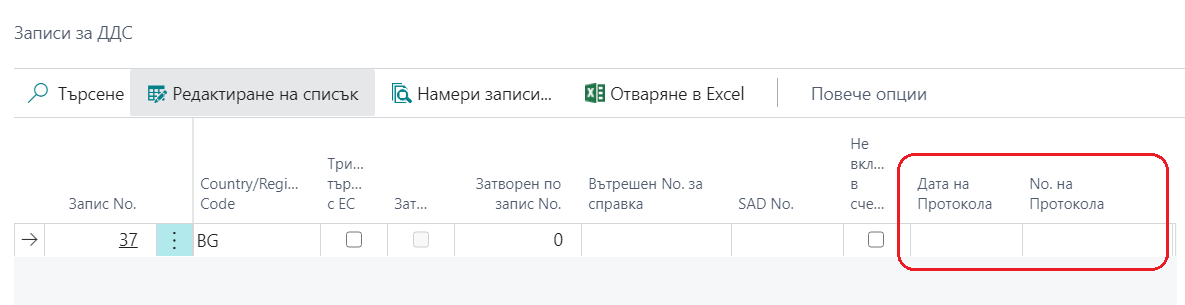 Записи за ДДС
Търсене Редактиране на списък Намери записи... Отваряне в Excel Повече опции
Запис No.
Country/Regi...
Code
Три...
тър...
с ЕС
Зат...
Затворен по
запис No.
Вътрешен No. за
справка
SAD No.
Не
вкл...
в
сче...
Дата на
Протокола
No. на
Протокола
37 BG 0